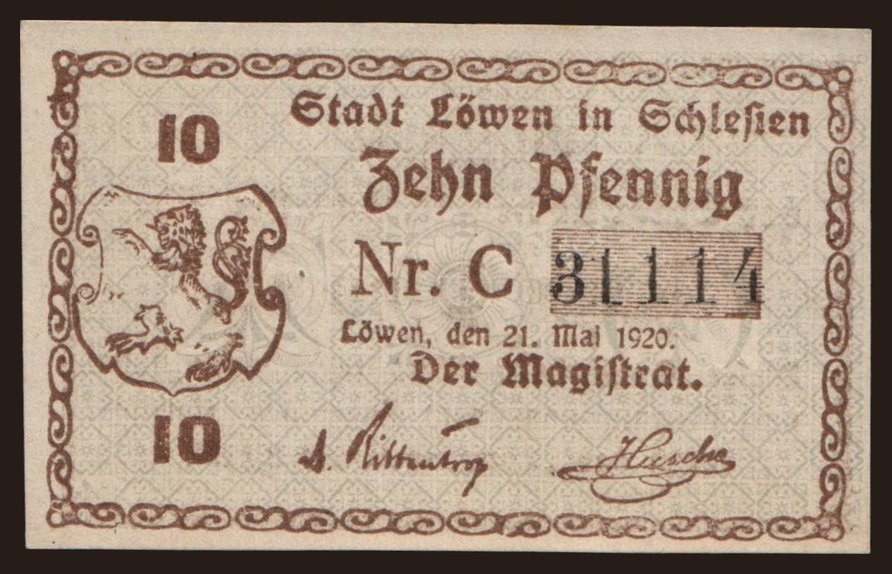 10
Stadt Löwen in Schlesien
Zehn Pfennig
Nr. C 31114
Löwen, den 21. Mai 1920.
Der Magistrat.
10